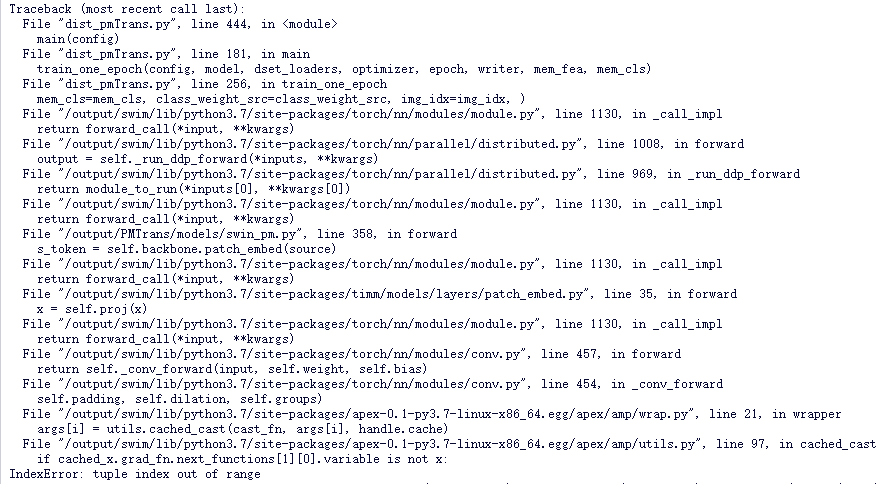 Traceback (most recent call last):
  File "dist_pmTrans.py", line 444, in <module>
    main(config)
  File "dist_pmTrans.py", line 181, in main
    train_one_epoch(config, model, dset_loaders, optimizer, epoch, writer, mem_fea, mem_cls)
  File "dist_pmTrans.py", line 256, in train_one_epoch
    mem_cls=mem_cls, class_weight_src=class_weight_src, img_idx=img_idx, )
  File "/output/swim/lib/python3.7/site-packages/torch/nn/modules/module.py", line 1130, in _call_impl
    return forward_call(*input, **kwargs)
  File "/output/swim/lib/python3.7/site-packages/torch/nn/parallel/distributed.py", line 1008, in forward
    output = self._run_ddp_forward(*inputs, **kwargs)
  File "/output/swim/lib/python3.7/site-packages/torch/nn/parallel/distributed.py", line 969, in _run_ddp_forward
    return module_to_run(*inputs[0], **kwargs[0])
  File "/output/swim/lib/python3.7/site-packages/torch/nn/modules/module.py", line 1130, in _call_impl
    return forward_call(*input, **kwargs)
  File "/output/PMTrans/models/swin_pm.py", line 358, in forward
    s_token = self.backbone.patch_embed(source)
  File "/output/swim/lib/python3.7/site-packages/torch/nn/modules/module.py", line 1130, in _call_impl
    return forward_call(*input, **kwargs)
  File "/output/swim/lib/python3.7/site-packages/timm/models/layers/patch_embed.py", line 35, in forward
    x = self.proj(x)
  File "/output/swim/lib/python3.7/site-packages/torch/nn/modules/module.py", line 1130, in _call_impl
    return forward_call(*input, **kwargs)
  File "/output/swim/lib/python3.7/site-packages/torch/nn/modules/conv.py", line 457, in forward
    return self._conv_forward(input, self.weight, self.bias)
  File "/output/swim/lib/python3.7/site-packages/torch/nn/modules/conv.py", line 454, in _conv_forward
    self.padding, self.dilation, self.groups)
  File "/output/swim/lib/python3.7/site-packages/apex-0.1-py3.7-linux-x86_64.egg/apex/amp/wrap.py", line 21, in wrapper
    args[i] = utils.cached_cast(cast_fn, args[i], handle.cache)
  File "/output/swim/lib/python3.7/site-packages/apex-0.1-py3.7-linux-x86_64.egg/apex/amp/utils.py", line 97, in cached_cast
    if cached_x.grad_fn.next_functions[1][0].variable is not x:
IndexError: tuple index out of range